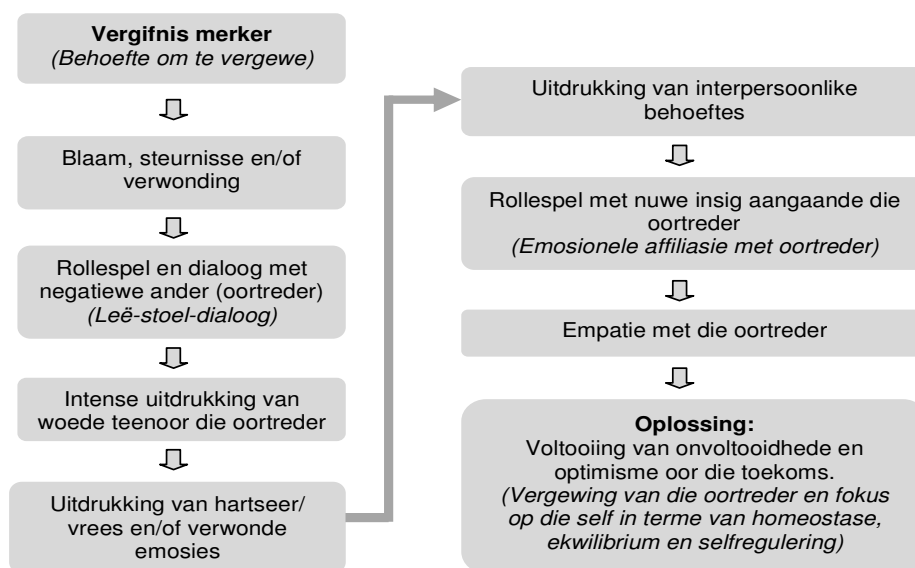 Vergifnis merker
(Behoefte om te vergewe)
Blaam, steurnisse en/of
verwonding
Rollespel en dialoog met
negatiewe ander (oortreder)
(Leë-stoel-dialoog)
Intense uitdrukking van
woede teenoor die oortreder
Uitdrukking van hartseer/
vrees en/of verwonde
emosies
Uitdrukking van interpersoonlike
behoeftes
Rollespel met nuwe insig aangaande die
oortreder
(Emosionele affiliasie met oortreder)
Empatie met die oortreder
Oplossing:
Voltooiing van onvoltooidhede en
optimisme oor die toekoms.
(Vergewing van die oortreder en fokus
op die self in terme van homeostase,
ekwilibrium en selfregulering)